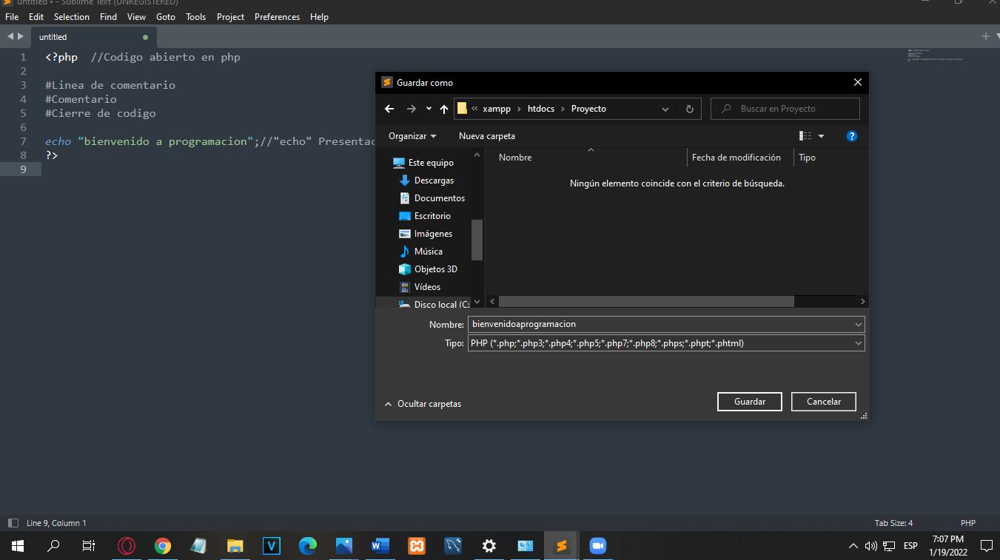 untitled • - Sublime Text (UNREGISTERED)
File Edit Selection Find View Goto Tools Project Preferences Help
untitled
1 <?php //Codigo abierto en php
2
3 #Linea de comentario
4 #Comentario
5 #Cierre de codigo
6
7 echo "bienvenido a programacion";//"echo" Presentac
8 ?>
9
Guardar como
« xampp › htdocs › Proyecto
Buscar en Proyecto
Organizar Nueva carpeta
Nombre Fecha de modificación Tipo
Ningún elemento coincide con el criterio de búsqueda.
Este equipo
Descargas
Documentos
Escritorio
Imágenes
Música
Objetos 3D
Vídeos
Disco local (C:
Nombre: bienvenidoaprogramacion
Tipo: PHP (*.php;*.php3;*.php4;*.php5;*.php7;*.php8;*.phps;*.phpt;*.phtml)
Ocultar carpetas
Guardar Cancelar
Line 9, Column 1 Tab Size: 4 PHP
ESP
7:07 PM
1/19/2022